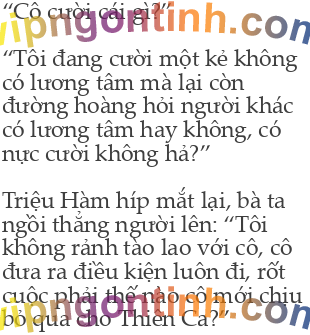 “Cô cười cái gì?”
“Tôi đang cười một kẻ không
có lương tâm mà lại còn
đường hoàng hỏi người khác
có lương tâm hay không, có
nực cười không hả?”
Triệu Hàm híp mắt lại, bà ta
ngồi thẳng người lên: “Tôi
không rảnh tào lao với cô, cô
đưa ra điều kiện luôn đi, rốt
cuộc phải thế nào cô mới chịu
bỏ qua cho Thiên Ca?”
vipngontinh.com
vipngontinh.com